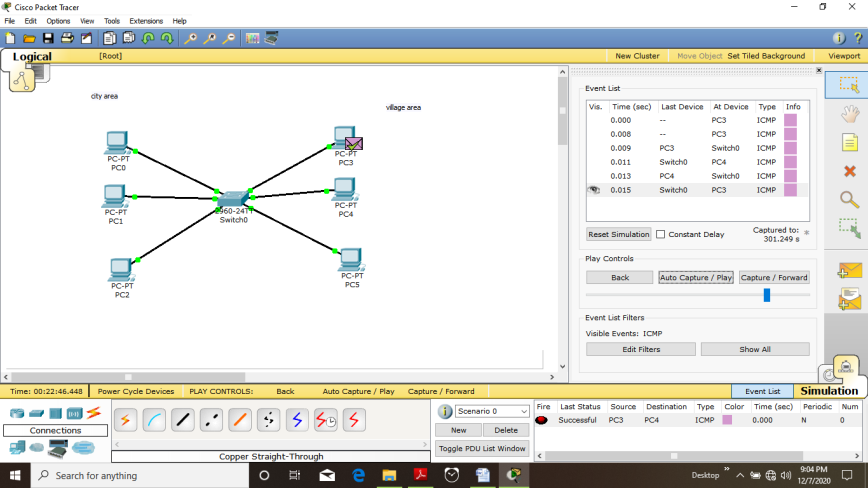 Cisco Packet Tracer
File Edit Options View Tools Extensions Help
Logical [Root] New Cluster Move Object Set Tiled Background Viewport
city area
village area
PC-PT
PC0
PC-PT
PC1
PC-PT
PC2
2960-24TT
Switch0
PC-PT
PC3
PC-PT
PC4
PC-PT
PC5
Event List
Vis. Time (sec) Last Device At Device Type Info
0.000 -- PC3 ICMP
0.008 -- PC3 ICMP
0.009 PC3 Switch0 ICMP
0.011 Switch0 PC4 ICMP
0.013 PC4 Switch0 ICMP
0.015 Switch0 PC3 ICMP
Reset Simulation Constant Delay Captured to: *
301.249 s
Play Controls
Back Auto Capture / Play Capture / Forward
Event List Filters
Visible Events: ICMP
Edit Filters Show All
Time: 00:22:46.448 Power Cycle Devices PLAY CONTROLS: Back Auto Capture / Play Capture / Forward Event List Simulation
Connections
Copper Straight-Through
Scenario 0
New Delete
Toggle PDU List Window
Fire Last Status Source Destination Type Color Time (sec) Periodic Num
Successful PC3 PC4 ICMP 0.000 N 0
Search for anything
Desktop
9:04 PM
12/7/2020